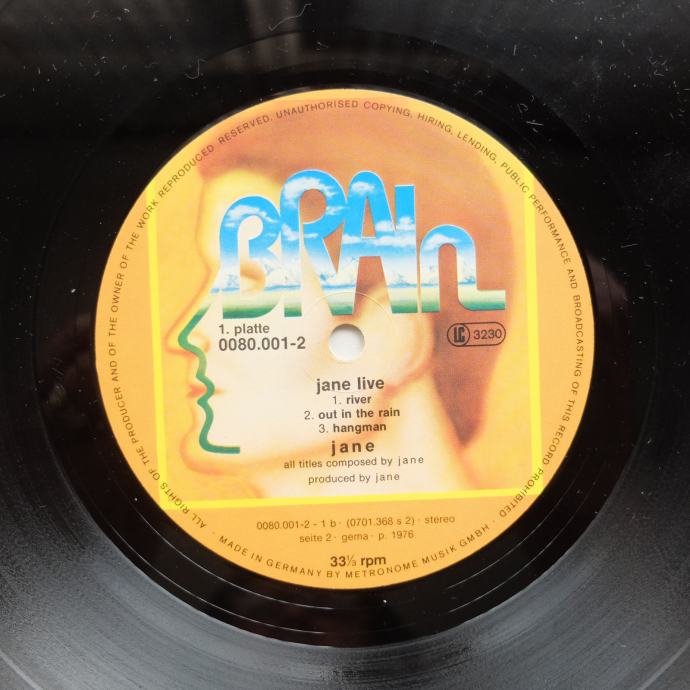 ALL RIGHTS OF THE PRODUCER AND OF THE OWNER OF THE WORK REPRODUCED RESERVED. UNAUTHORISED COPYING, HIRING, LENDING, PUBLIC PERFORMANCE AND BROADCASTING OF THIS RECORD PROHIBITED
BRAIN
1. platte
0080.001-2
LC 3230
jane live
1. river
2. out in the rain
3. hangman
jane
all titles composed by jane
produced by jane
0080.001-2 - 1 b · (0701.368 s 2) · stereo
seite 2 · gema · p. 1976
33⅓ rpm
· MADE IN GERMANY BY METRONOME MUSIK GMBH ·